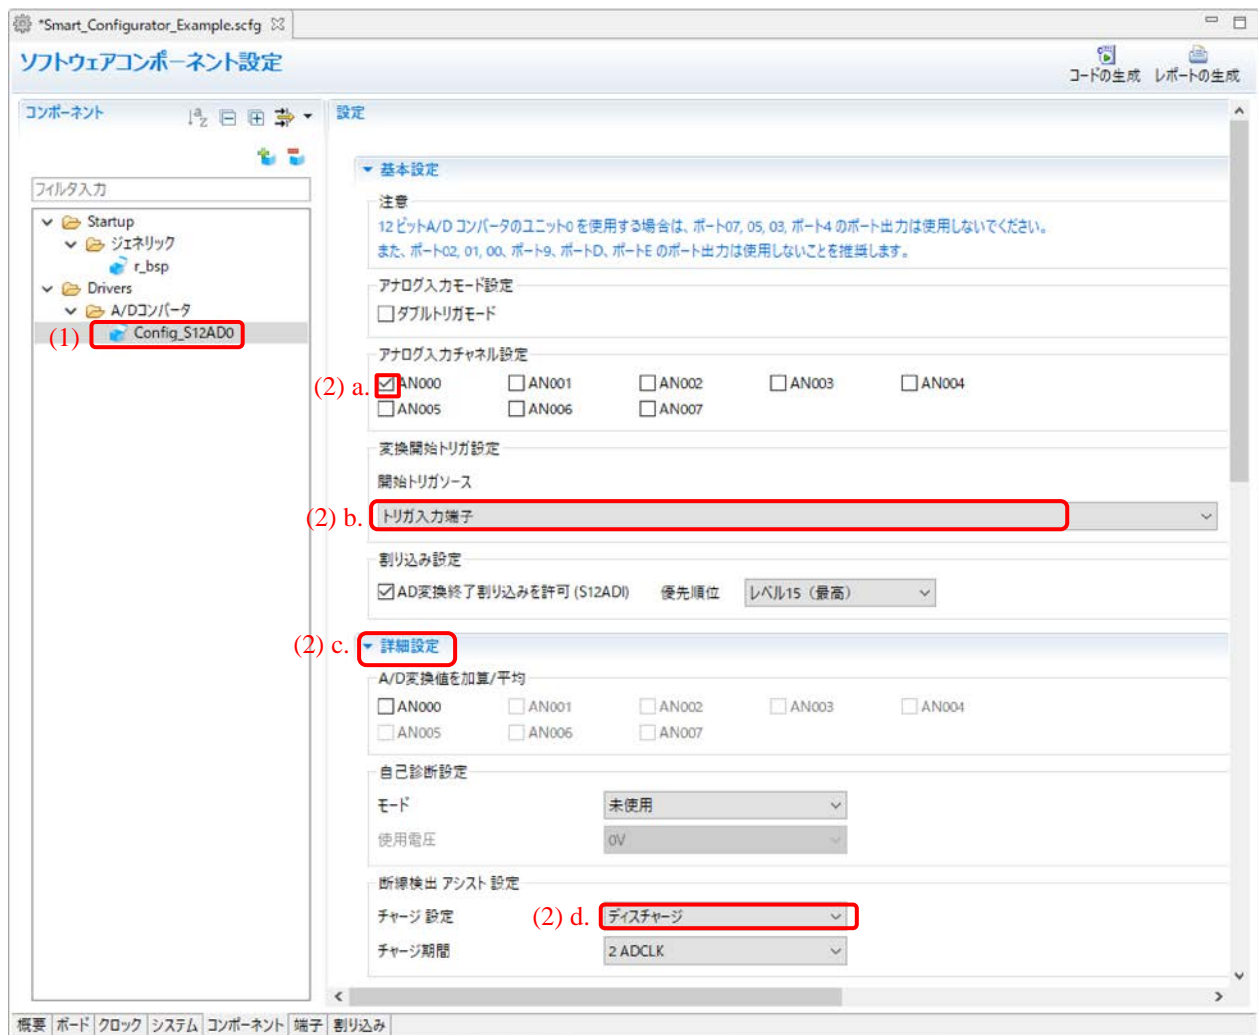 *Smart_Configurator_Example.scfg
ソフトウェアコンポーネント設定
コードの生成 レポートの生成
コンポーネント
設定
フィルタ入力
Startup
ジェネリック
r_bsp
Drivers
A/Dコンバータ
(1) Config_S12AD0
基本設定
注意
12 ビットA/D コンバータのユニット0 を使用する場合は、ポート07, 05, 03, ポート4 のポート出力は使用しないでください。
また、ポート02, 01, 00、ポート9、ポートD、ポートE のポート出力は使用しないことを推奨します。
アナログ入力モード設定
ダブルトリガモード
アナログ入力チャネル設定
(2) a. AN000 AN001 AN002 AN003 AN004
AN005 AN006 AN007
変換開始トリガ設定
開始トリガソース
(2) b. トリガ入力端子
割り込み設定
AD変換終了割り込みを許可 (S12ADI) 優先順位 レベル15（最高）
(2) c. 詳細設定
A/D変換値を加算/平均
AN000 AN001 AN002 AN003 AN004
AN005 AN006 AN007
自己診断設定
モード 未使用
使用電圧 0V
断線検出 アシスト 設定
チャージ 設定 (2) d. ディスチャージ
チャージ期間 2 ADCLK
概要 ボード クロック システム コンポーネント 端子 割り込み